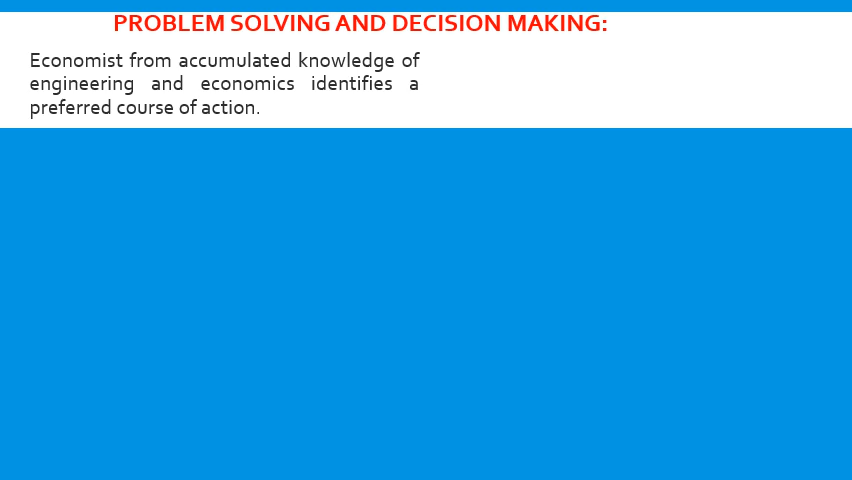 PROBLEM SOLVING AND DECISION MAKING:
Economist from accumulated knowledge of
engineering and economics identifies a
preferred course of action.